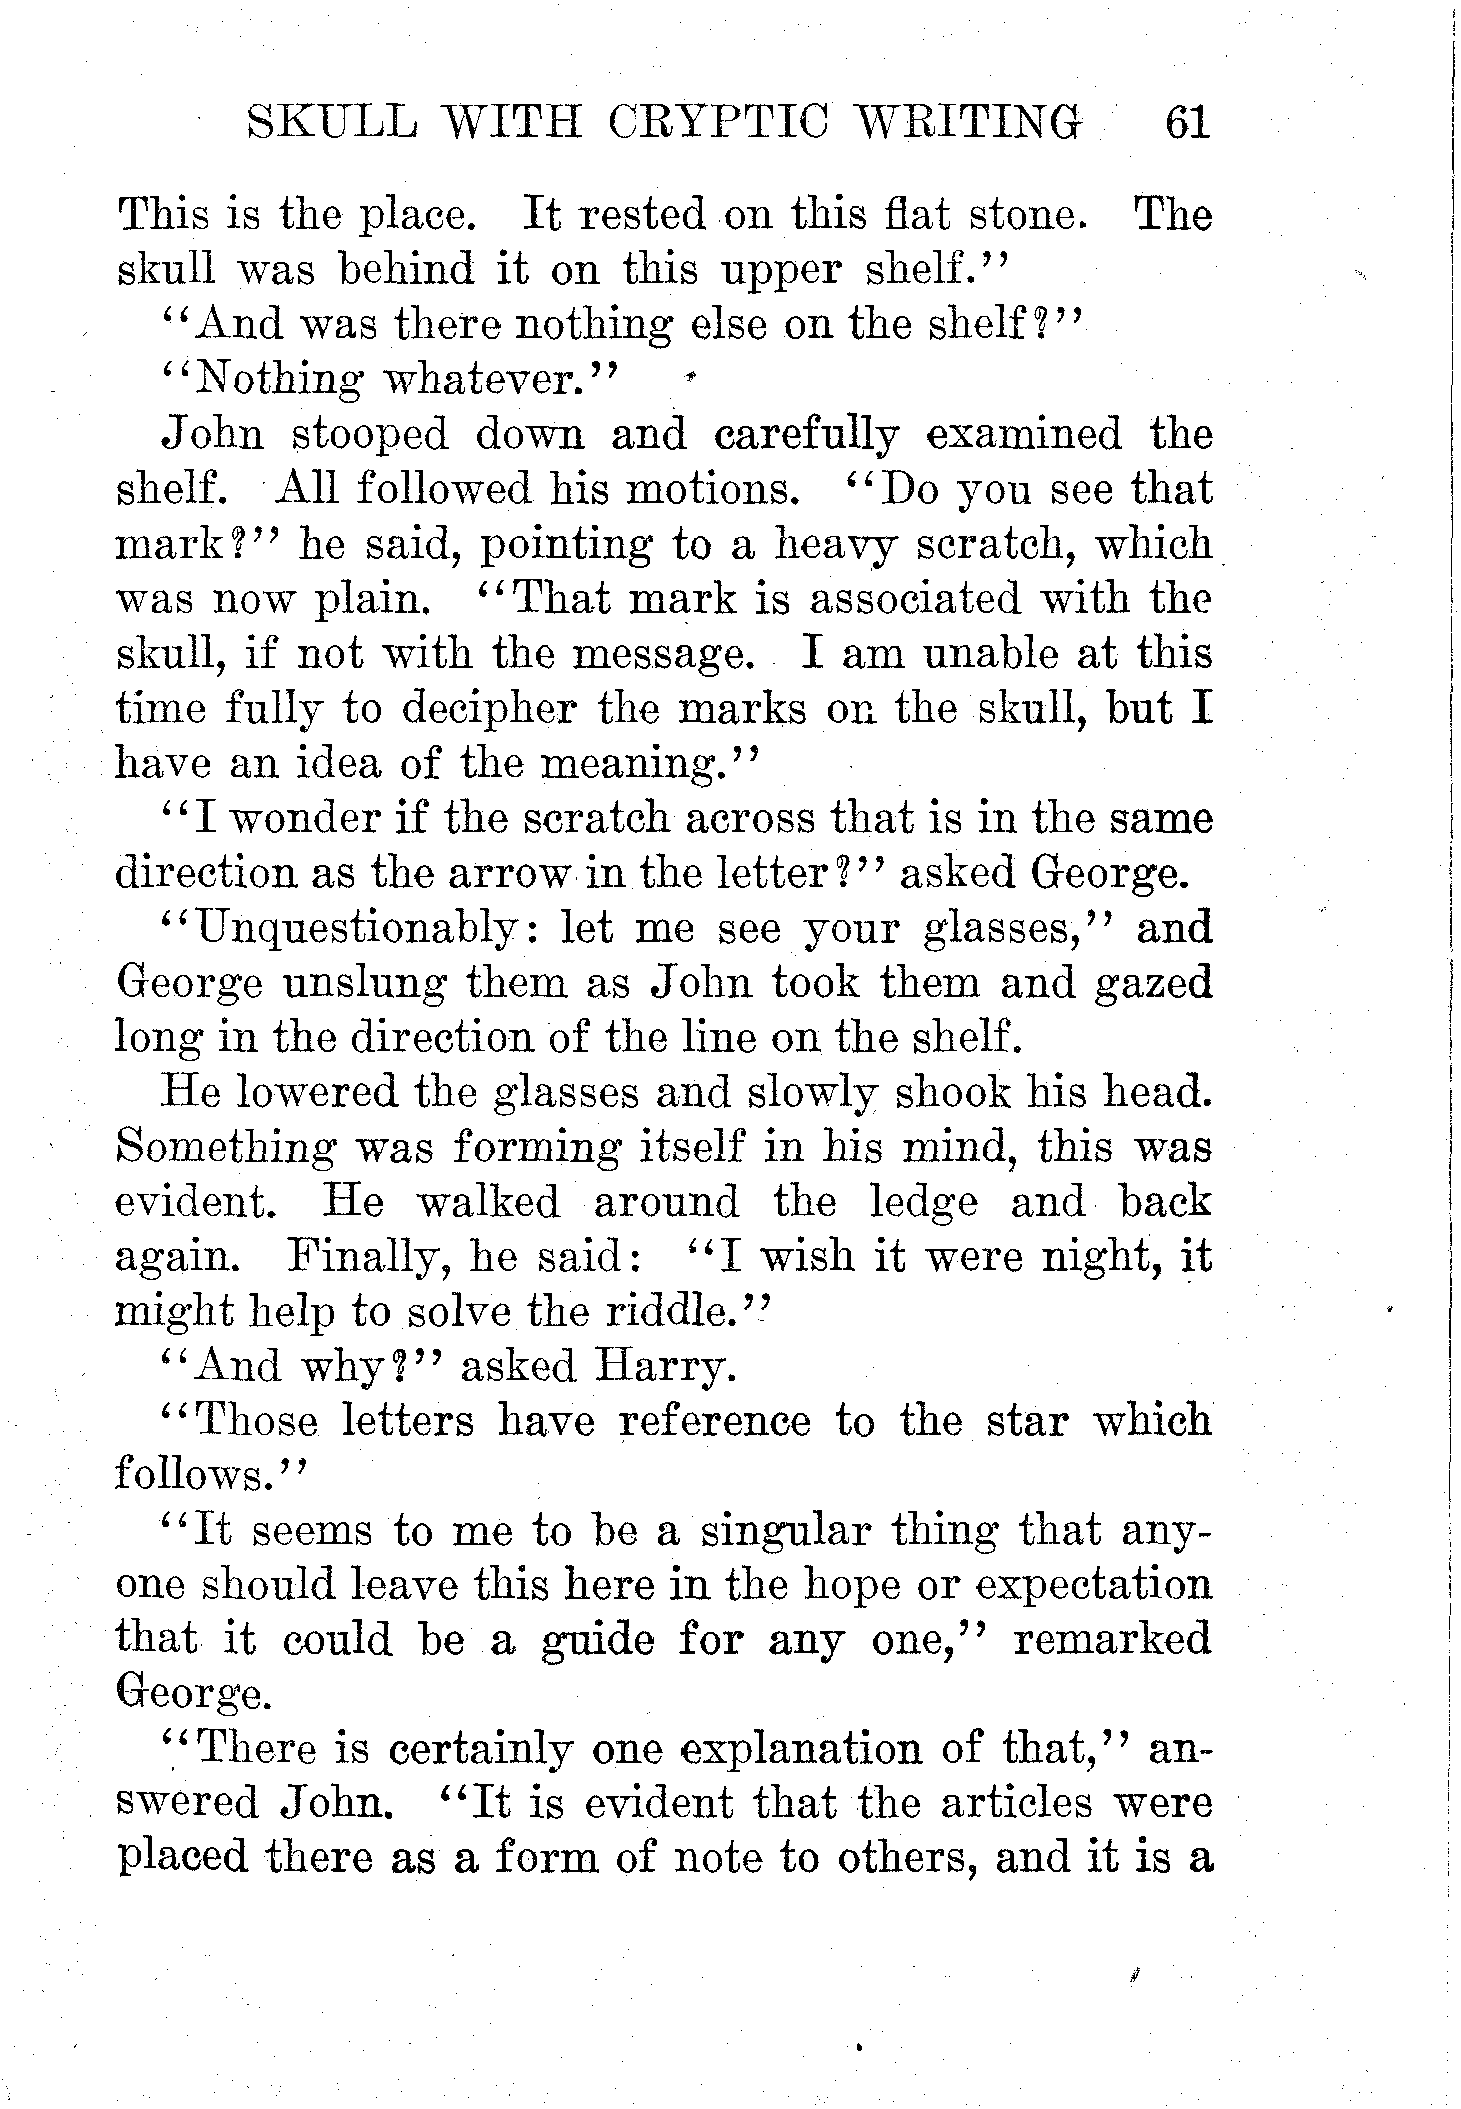 SKULL WITH CRYPTIC WRITING 61
This is the place. It rested on this flat stone. The
skull was behind it on this upper shelf.''
"And was there nothing else on the shelf?"
"Nothing whatever."
John stooped down and carefully examined the
shelf. All followed his motions. "Do you see that
mark?" he said, pointing to a heavy scratch, which
was now plain. "That mark is associated with the
skull, if not with the message. I am unable at this
time fully to decipher the marks on the skull, but I
have an idea of the meaning."
"I wonder if the scratch across that is in the same
direction as the arrow in the letter?" asked George.
"Unquestionably: let me see your glasses," and
George unslung them as John took them and gazed
long in the direction of the line on the shelf.
He lowered the glasses and slowly shook his head.
Something was forming itself in his mind, this was
evident. He walked around the ledge and back
again. Finally, he said: "I wish it were night, it
might help to solve the riddle."
"And why?" asked Harry.
"Those letters have reference to the star which
follows."
"It seems to me to be a singular thing that any-
one should leave this here in the hope or expectation
that it could be a guide for any one," remarked
George.
"There is certainly one explanation of that," an-
swered John. "It is evident that the articles were
placed there as a form of note to others, and it is a